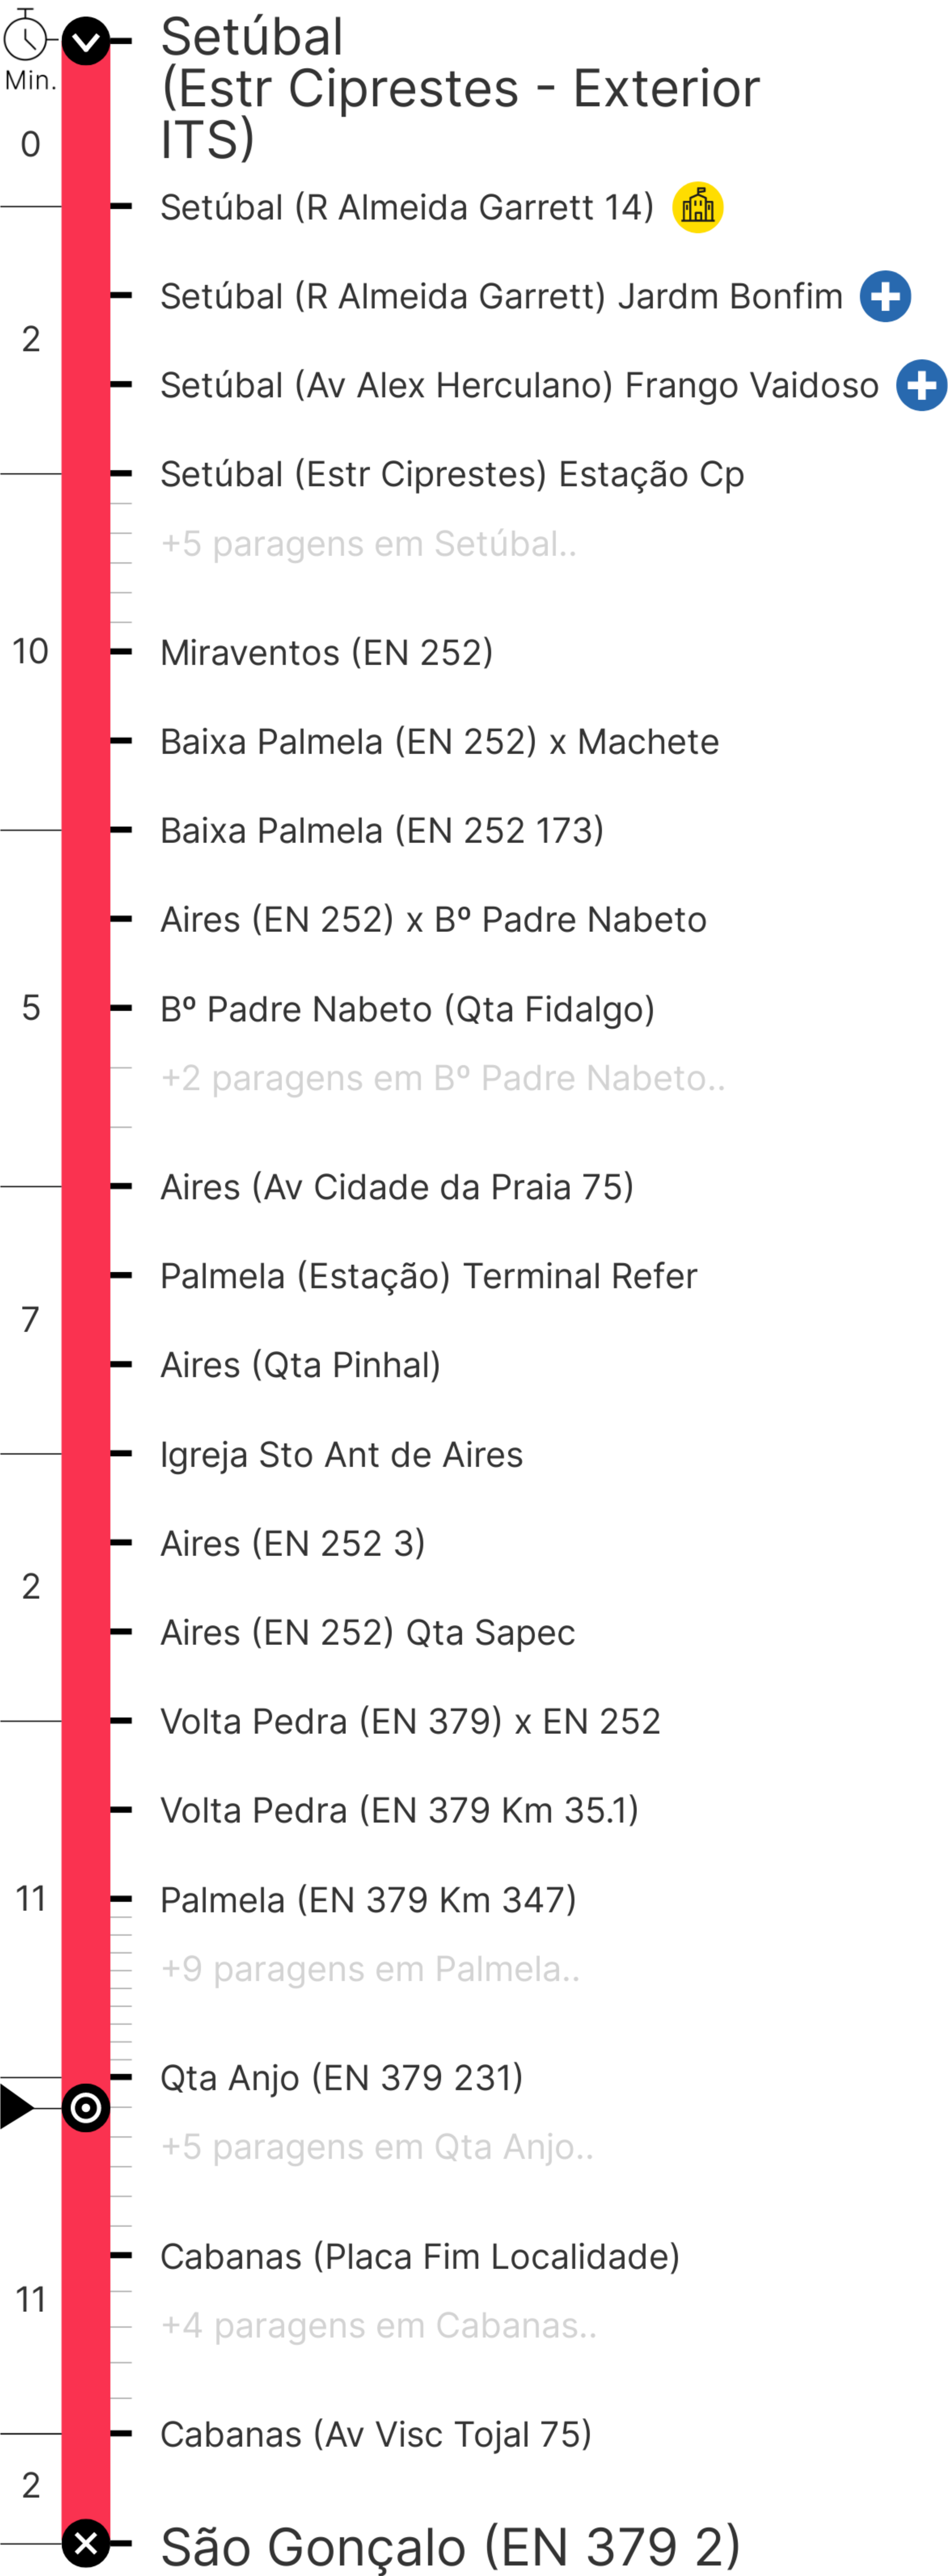 Setúbal
(Estr Ciprestes - Exterior
ITS)
Min.
0
Setúbal (R Almeida Garrett 14)
Setúbal (R Almeida Garrett) Jardm Bonfim
2
Setúbal (Av Alex Herculano) Frango Vaidoso
Setúbal (Estr Ciprestes) Estação Cp
+5 paragens em Setúbal..
10
Miraventos (EN 252)
Baixa Palmela (EN 252) x Machete
Baixa Palmela (EN 252 173)
Aires (EN 252) x Bº Padre Nabeto
5
Bº Padre Nabeto (Qta Fidalgo)
+2 paragens em Bº Padre Nabeto..
Aires (Av Cidade da Praia 75)
Palmela (Estação) Terminal Refer
7
Aires (Qta Pinhal)
Igreja Sto Ant de Aires
Aires (EN 252 3)
2
Aires (EN 252) Qta Sapec
Volta Pedra (EN 379) x EN 252
Volta Pedra (EN 379 Km 35.1)
11
Palmela (EN 379 Km 347)
+9 paragens em Palmela..
Qta Anjo (EN 379 231)
+5 paragens em Qta Anjo..
Cabanas (Placa Fim Localidade)
11
+4 paragens em Cabanas..
Cabanas (Av Visc Tojal 75)
2
São Gonçalo (EN 379 2)